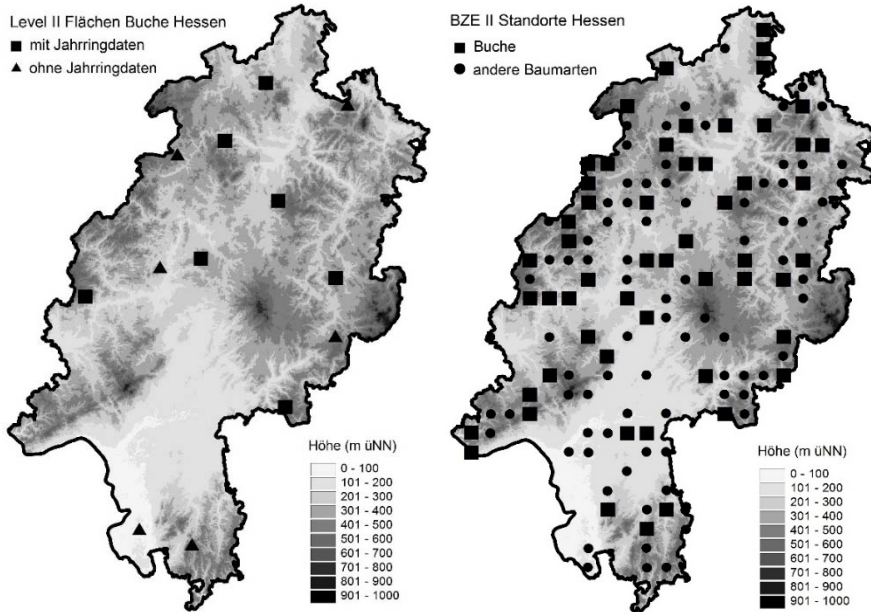 Level II Flächen Buche Hessen
mit Jahrringdaten
ohne Jahrringdaten
Höhe (m üNN)
0 - 100
101 - 200
201 - 300
301 - 400
401 - 500
501 - 600
601 - 700
701 - 800
801 - 900
901 - 1000
BZE II Standorte Hessen
Buche
andere Baumarten
Höhe (m üNN)
0 - 100
101 - 200
201 - 300
301 - 400
401 - 500
501 - 600
601 - 700
701 - 800
801 - 900
901 - 1000